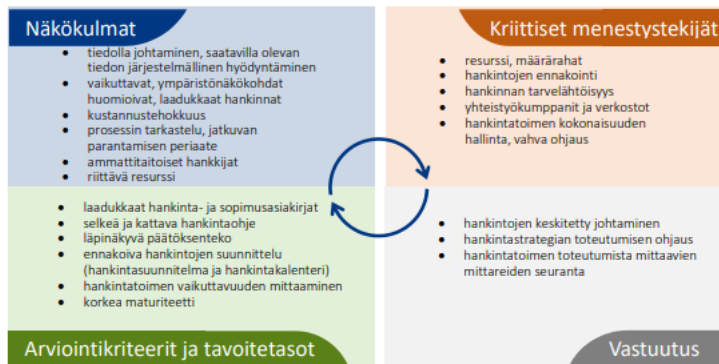 Näkökulmat
• tiedolla johtaminen, saatavilla olevan
tiedon järjestelmällinen hyödyntäminen
• vaikuttavat, ympäristönäkökohdat
huomioivat, laadukkaat hankinnat
• kustannustehokkuus
• prosessin tarkastelu, jatkuvan
parantamisen periaate
• ammattitaitoiset hankkijat
• riittävä resurssi
Kriittiset menestystekijät
• resurssi, määrärahat
• hankintojen ennakointi
• hankinnan tarvelähtöisyys
• yhteistyökumppanit ja verkostot
• hankintatoimen kokonaisuuden
hallinta, vahva ohjaus
• laadukkaat hankinta- ja sopimusasiakirjat
• selkeä ja kattava hankintaohje
• läpinäkyvä päätöksenteko
• ennakoiva hankintojen suunnittelu
(hankintasuunnitelma ja hankintakalenteri)
• hankintatoimen vaikuttavuuden mittaaminen
• korkea maturiteetti
Arviointikriteerit ja tavoitetasot
• hankintojen keskitetty johtaminen
• hankintastrategian toteutumisen ohjaus
• hankintatoimen toteutumista mittaavien
mittareiden seuranta
Vastuutus